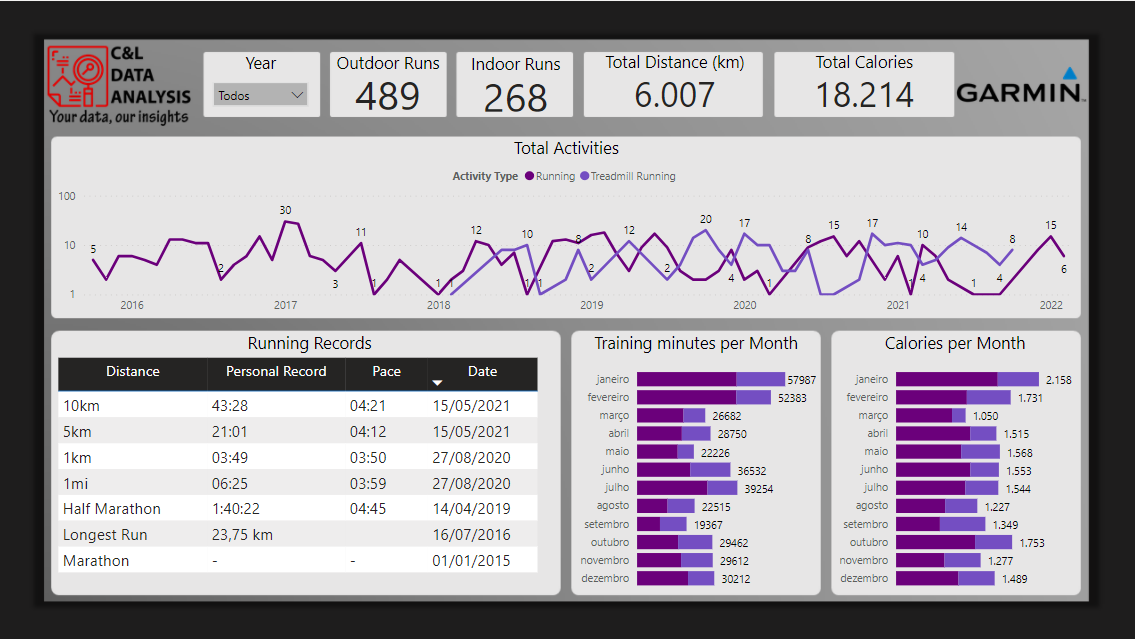 C&L
DATA
ANALYSIS
Your data, our insights
Year
Todos
Outdoor Runs
489
Indoor Runs
268
Total Distance (km)
6.007
Total Calories
18.214
GARMIN
Total Activities
Activity Type Running Treadmill Running
100
10
1
5
2
30
3
11
1
1
1
12
10
1
1
8
2
12
2
20
4
17
1
8
15
17
1
10
4
14
1
4
8
15
6
2016 2017 2018 2019 2020 2021 2022
Running Records
Distance Personal Record Pace Date
10km 43:28 04:21 15/05/2021
5km 21:01 04:12 15/05/2021
1km 03:49 03:50 27/08/2020
1mi 06:25 03:59 27/08/2020
Half Marathon 1:40:22 04:45 14/04/2019
Longest Run 23,75 km 16/07/2016
Marathon - - 01/01/2015
Training minutes per Month
janeiro 57987
fevereiro 52383
março 26682
abril 28750
maio 22226
junho 36532
julho 39254
agosto 22515
setembro 19367
outubro 29462
novembro 29612
dezembro 30212
Calories per Month
janeiro 2.158
fevereiro 1.731
março 1.050
abril 1.515
maio 1.568
junho 1.553
julho 1.544
agosto 1.227
setembro 1.349
outubro 1.753
novembro 1.277
dezembro 1.489